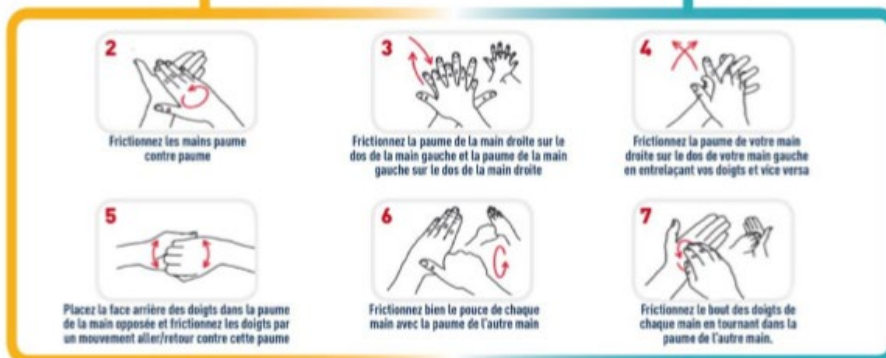 2
Frictionnez les mains paume
contre paume
3
Frictionnez la paume de la main droite sur le
dos de la main gauche et la paume de la main
gauche sur le dos de la main droite
4
Frictionnez la paume de votre main
droite sur le dos de votre main gauche
en entrelaçant vos doigts et vice versa
5
Placez la face arrière des doigts dans la paume
de la main opposée et frictionnez les doigts par
un mouvement aller/retour contre cette paume
6
Frictionnez bien le pouce de chaque
main avec la paume de l'autre main
7
Frictionnez le bout des doigts de
chaque main en tournant dans la
paume de l'autre main.